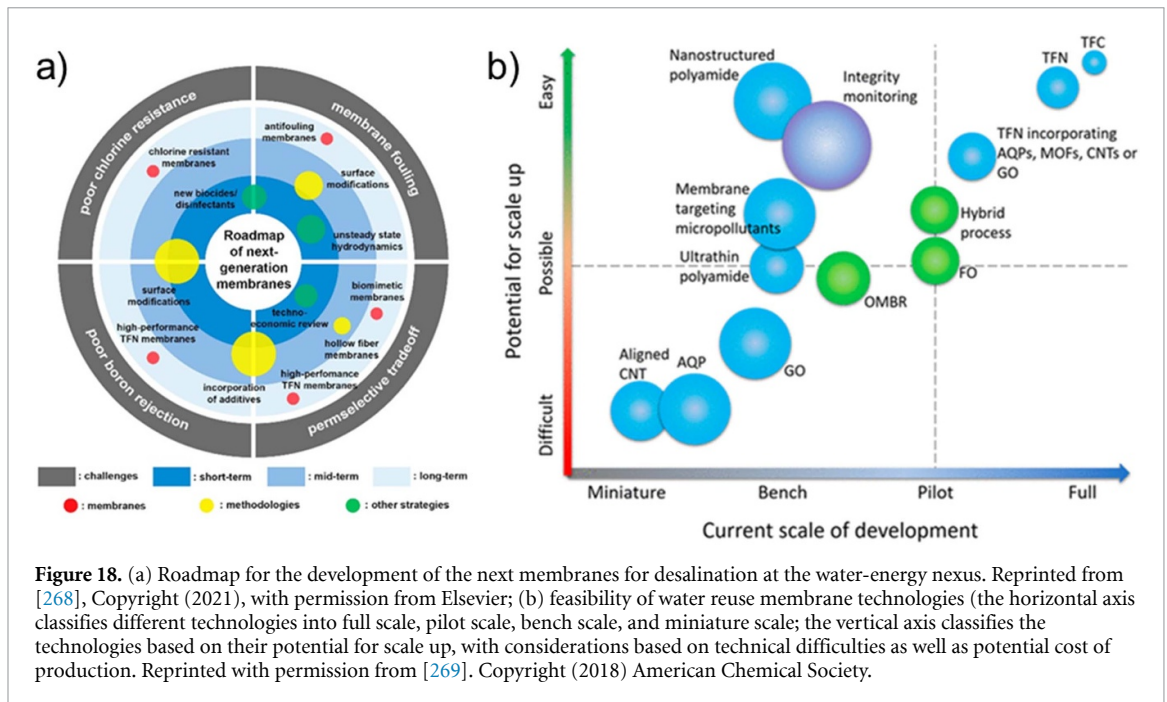 a)
poor chlorine resistance
membrane fouling
poor boron rejection
permselective tradeoff
chlorine resistant
membranes
antifouling
membranes
surface
modifications
new biocides/
disinfectants
unsteady state
hydrodynamics
Roadmap
of next-
generation
membranes
surface
modifications
biomimetic
membranes
techno-
economic review
high-performance
TFN membranes
hollow fiber
membranes
incorporation
of additives
high-perfomance
TFN membranes
: challenges
: short-term
: mid-term
: long-term
: membranes
: methodologies
: other strategies
b)
Potential for scale up
Easy
Possible
Difficult
Nanostructured
polyamide
Integrity
monitoring
TFN
TFC
TFN incorporating
AQPs, MOFs, CNTs or
GO
Membrane
targeting
micropollutants
Hybrid
process
Ultrathin
polyamide
FO
OMBR
GO
Aligned
CNT
AQP
Miniature
Bench
Pilot
Full
Current scale of development
Figure 18. (a) Roadmap for the development of the next membranes for desalination at the water-energy nexus. Reprinted from
[268], Copyright (2021), with permission from Elsevier; (b) feasibility of water reuse membrane technologies (the horizontal axis
classifies different technologies into full scale, pilot scale, bench scale, and miniature scale; the vertical axis classifies the
technologies based on their potential for scale up, with considerations based on technical difficulties as well as potential cost of
production. Reprinted with permission from [269]. Copyright (2018) American Chemical Society.